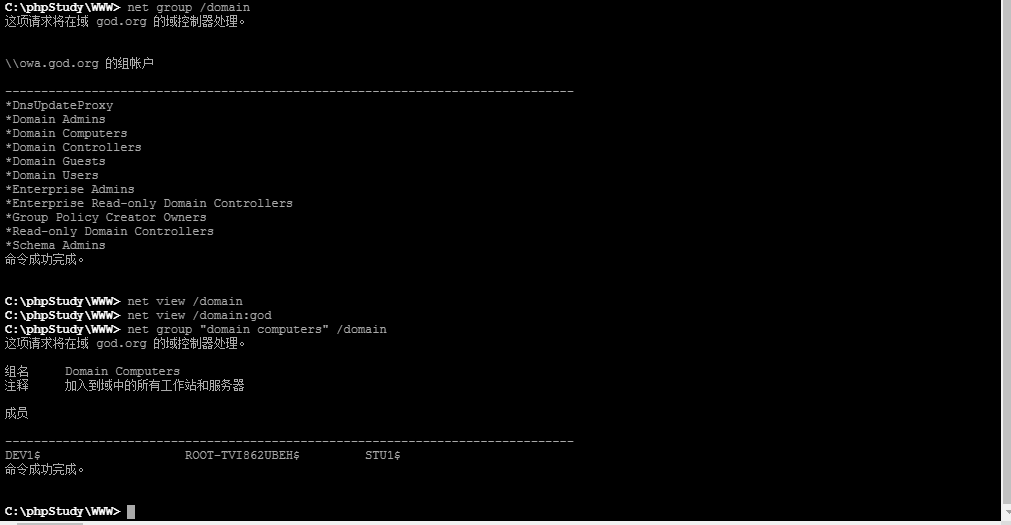 C:\phpStudy\WWW> net group /domain
这项请求将在域 god.org 的域控制器处理。
\\owa.god.org 的组帐户
-------------------------------------------------------------------------------
*DnsUpdateProxy
*Domain Admins
*Domain Computers
*Domain Controllers
*Domain Guests
*Domain Users
*Enterprise Admins
*Enterprise Read-only Domain Controllers
*Group Policy Creator Owners
*Read-only Domain Controllers
*Schema Admins
命令成功完成。
C:\phpStudy\WWW> net view /domain
C:\phpStudy\WWW> net view /domain:god
C:\phpStudy\WWW> net group "domain computers" /domain
这项请求将在域 god.org 的域控制器处理。
组名 Domain Computers
注释 加入到域中的所有工作站和服务器
成员
-------------------------------------------------------------------------------
DEV1$ ROOT-TVI862UBEH$ STU1$
命令成功完成。
C:\phpStudy\WWW>